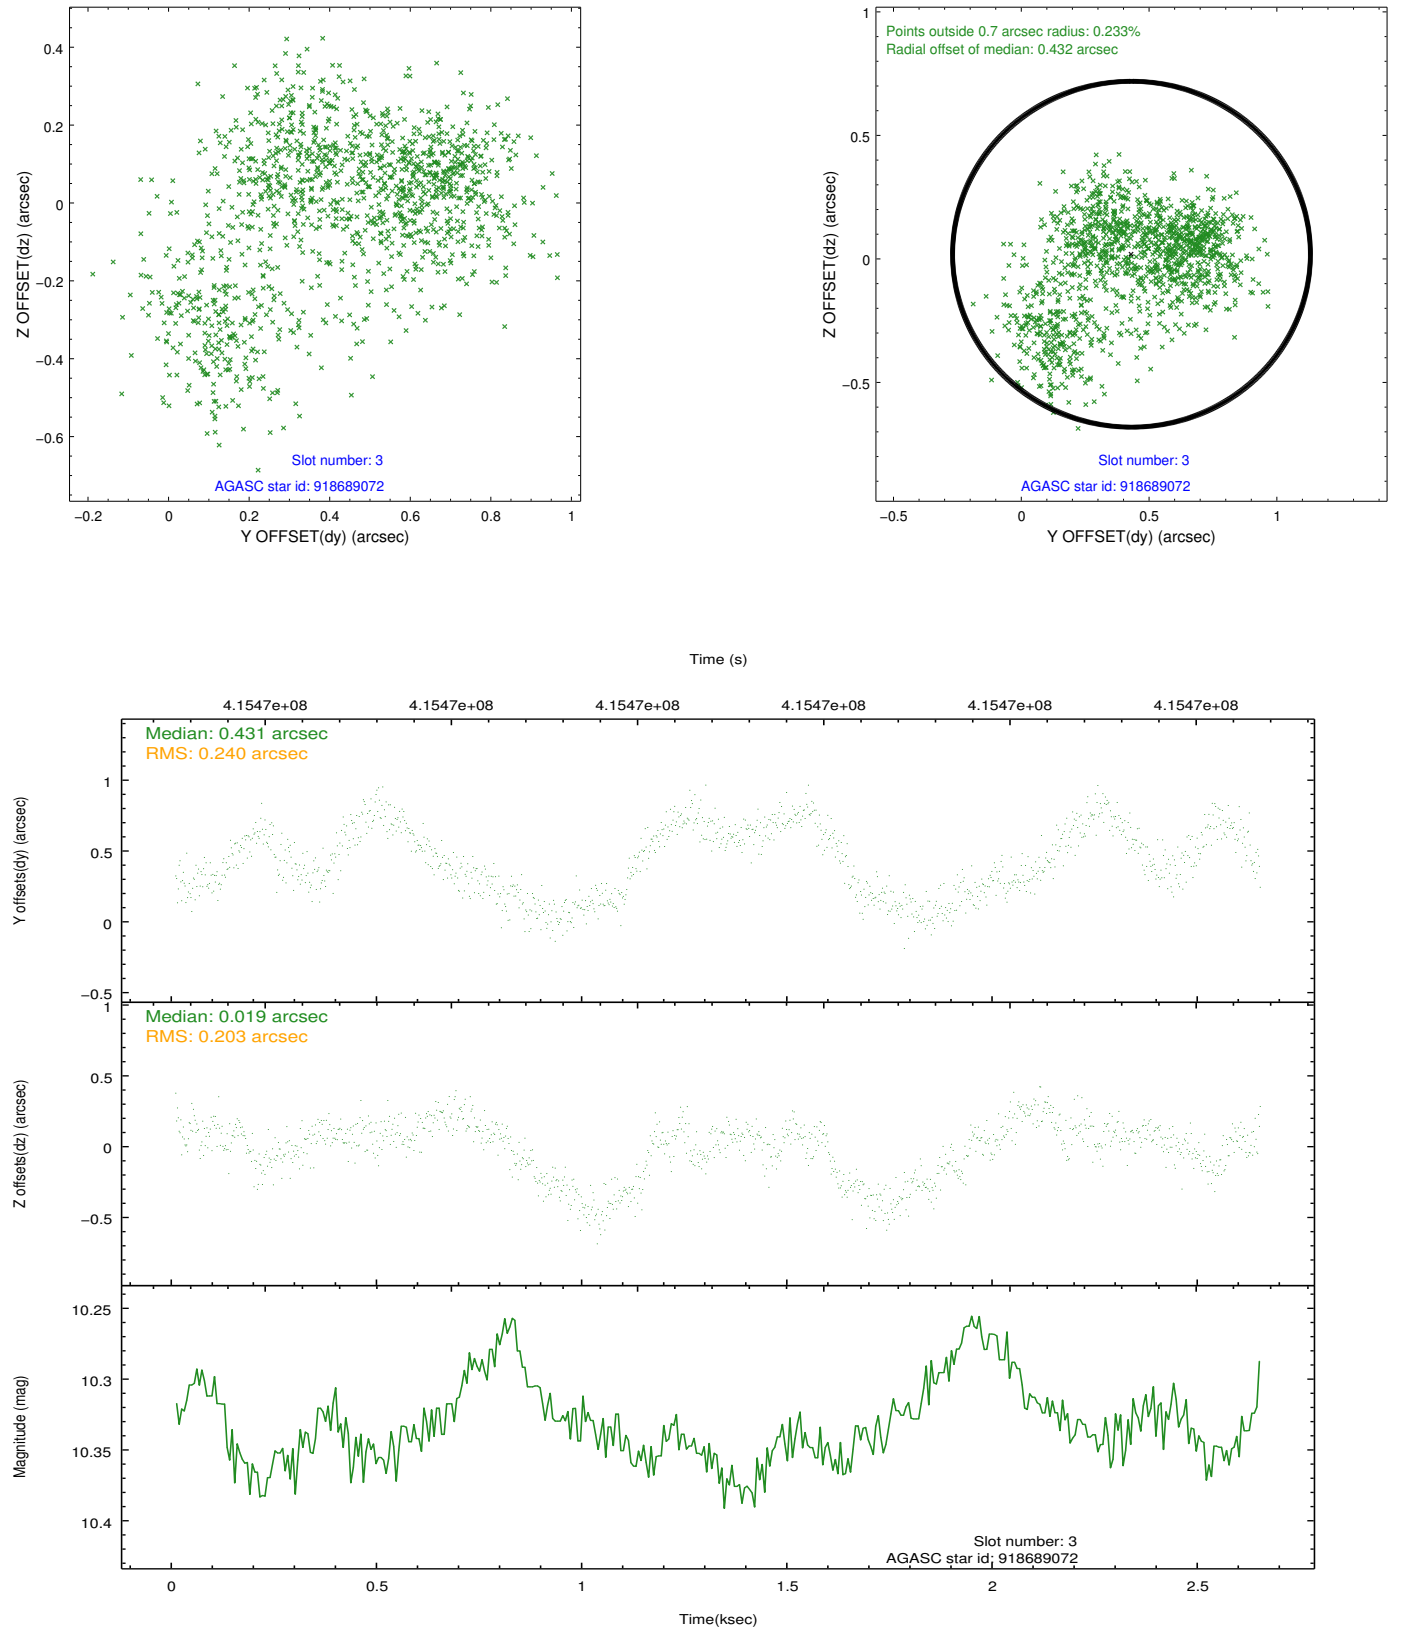 0.4
0.2
0
−0.2
−0.4
−0.6
Z OFFSET(dz) (arcsec)
Slot number: 3
AGASC star id: 918689072
−0.2 0 0.2 0.4 0.6 0.8 1
Y OFFSET(dy) (arcsec)
1
0.5
0
−0.5
Z OFFSET(dz) (arcsec)
Points outside 0.7 arcsec radius: 0.233%
Radial offset of median: 0.432 arcsec
Slot number: 3
AGASC star id: 918689072
−0.5 0 0.5 1
Y OFFSET(dy) (arcsec)
Time (s)
4.1547e+08 4.1547e+08 4.1547e+08 4.1547e+08 4.1547e+08 4.1547e+08
Median: 0.431 arcsec
RMS: 0.240 arcsec
1
0.5
0
−0.5
Y offsets(dy) (arcsec)
Median: 0.019 arcsec
RMS: 0.203 arcsec
1
0.5
0
−0.5
Z offsets(dz) (arcsec)
10.25
10.3
10.35
10.4
Magnitude (mag)
Slot number: 3
AGASC star id: 918689072
0 0.5 1 1.5 2 2.5
Time(ksec)